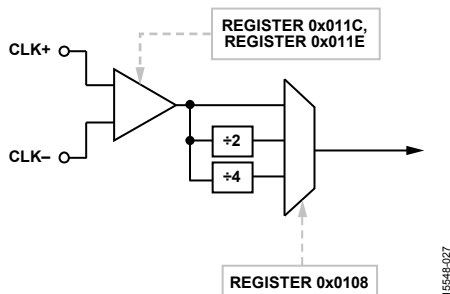 REGISTER 0x011C,
REGISTER 0x011E
CLK+
CLK–
÷2
÷4
REGISTER 0x0108
15548-027